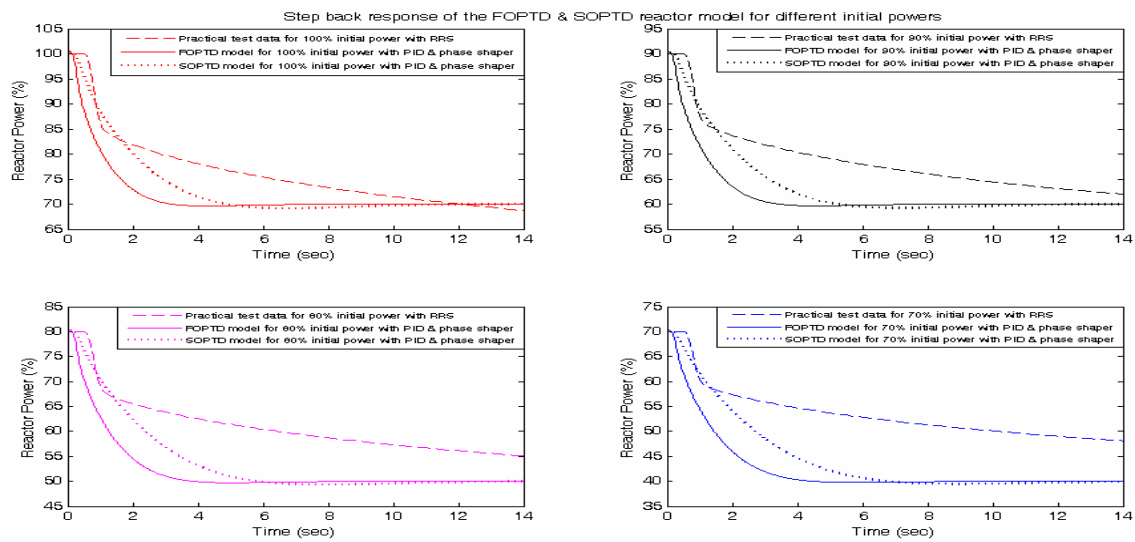 Step back response of the FOPTD & SOPTD reactor model for different initial powers
100
95
90
85
80
75
70
65
Reactor Power (%)
Practical test data for 100% initial power with RRS
FOPTD model for 100% initial power with PID & phase shaper
SOPTD model for 100% initial power with PID & phase shaper
0 2 4 6 8 10 12 14
Time (sec)
90
85
80
75
70
65
60
55
Reactor Power (%)
Practical test data for 90% initial power with RRS
FOPTD model for 90% initial power with PID & phase shaper
SOPTD model for 90% initial power with PID & phase shaper
0 2 4 6 8 10 12 14
Time (sec)
85
80
75
70
65
60
55
50
45
Reactor Power (%)
Practical test data for 80% initial power with RRS
FOPTD model for 80% initial power with PID & phase shaper
SOPTD model for 80% initial power with PID & phase shaper
0 2 4 6 8 10 12 14
Time (sec)
75
70
65
60
55
50
45
40
35
Reactor Power (%)
Practical test data for 70% initial power with RRS
FOPTD model for 70% initial power with PID & phase shaper
SOPTD model for 70% initial power with PID & phase shaper
0 2 4 6 8 10 12 14
Time (sec)